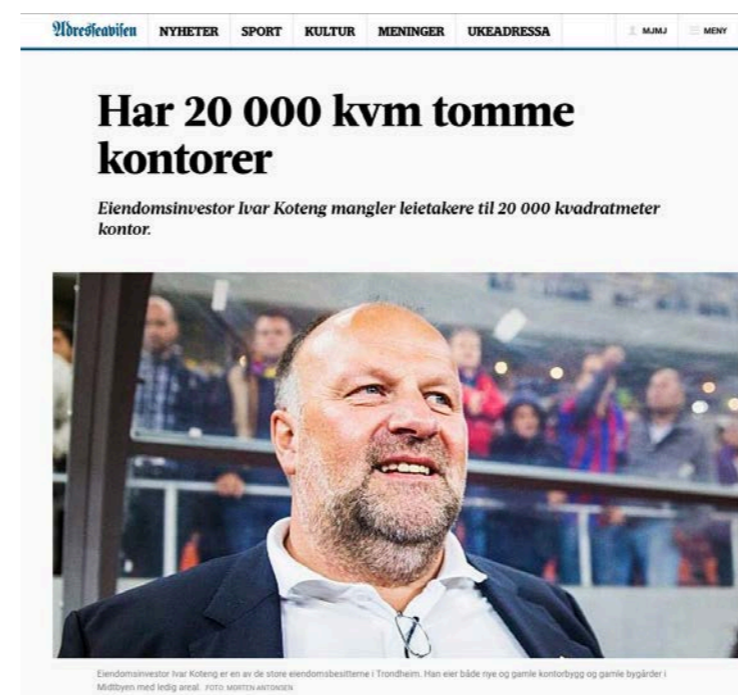 Adresseavisen NYHETER SPORT KULTUR MENINGER UKEADRESSA MJMJ MENY
Har 20 000 kvm tomme
kontorer
Eiendomsinvestor Ivar Koteng mangler leietakere til 20 000 kvadratmeter
kontor.
Eiendomsinvestor Ivar Koteng er en av de store eiendomsbesitterne i Trondheim. Han eier både nye og gamle kontorbygg og gamle bygårder i
Midtbyen med ledig areal. FOTO: MORTEN ANTONSEN